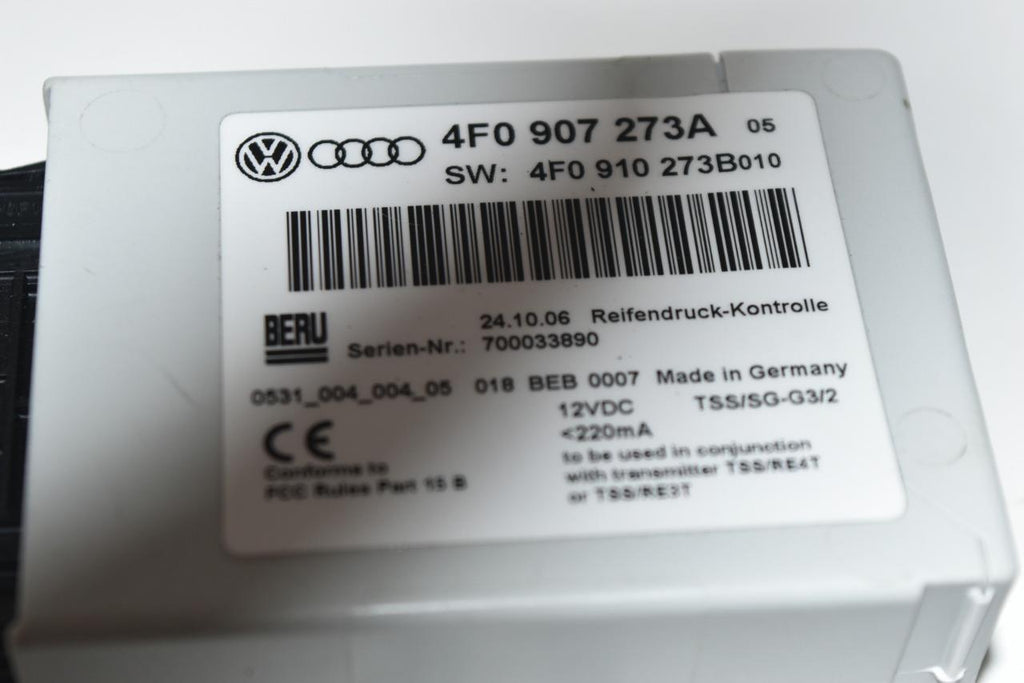 4F0 907 273A 05
SW: 4F0 910 273B010
BERU
24.10.06 Reifendruck-Kontrolle
Serien-Nr.: 700033890
0531_004_004_05 018 BEB 0007 Made in Germany
12VDC TSS/SG-G3/2
<220mA
CE
Conforms to
FCC Rules Part 15 B
to be used in conjunction
with transmitter TSS/RE4T
or TSS/RE3T